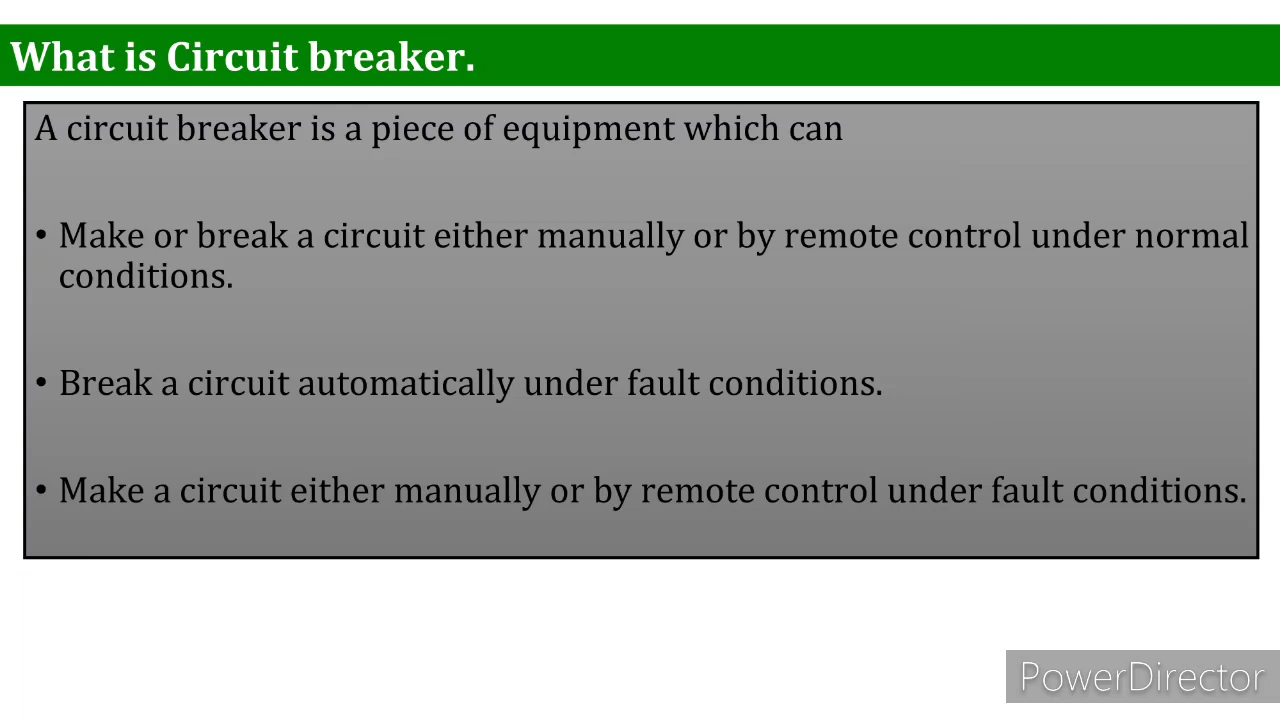 What is Circuit breaker.
A circuit breaker is a piece of equipment which can
• Make or break a circuit either manually or by remote control under normal
conditions.
• Break a circuit automatically under fault conditions.
• Make a circuit either manually or by remote control under fault conditions.
PowerDirector